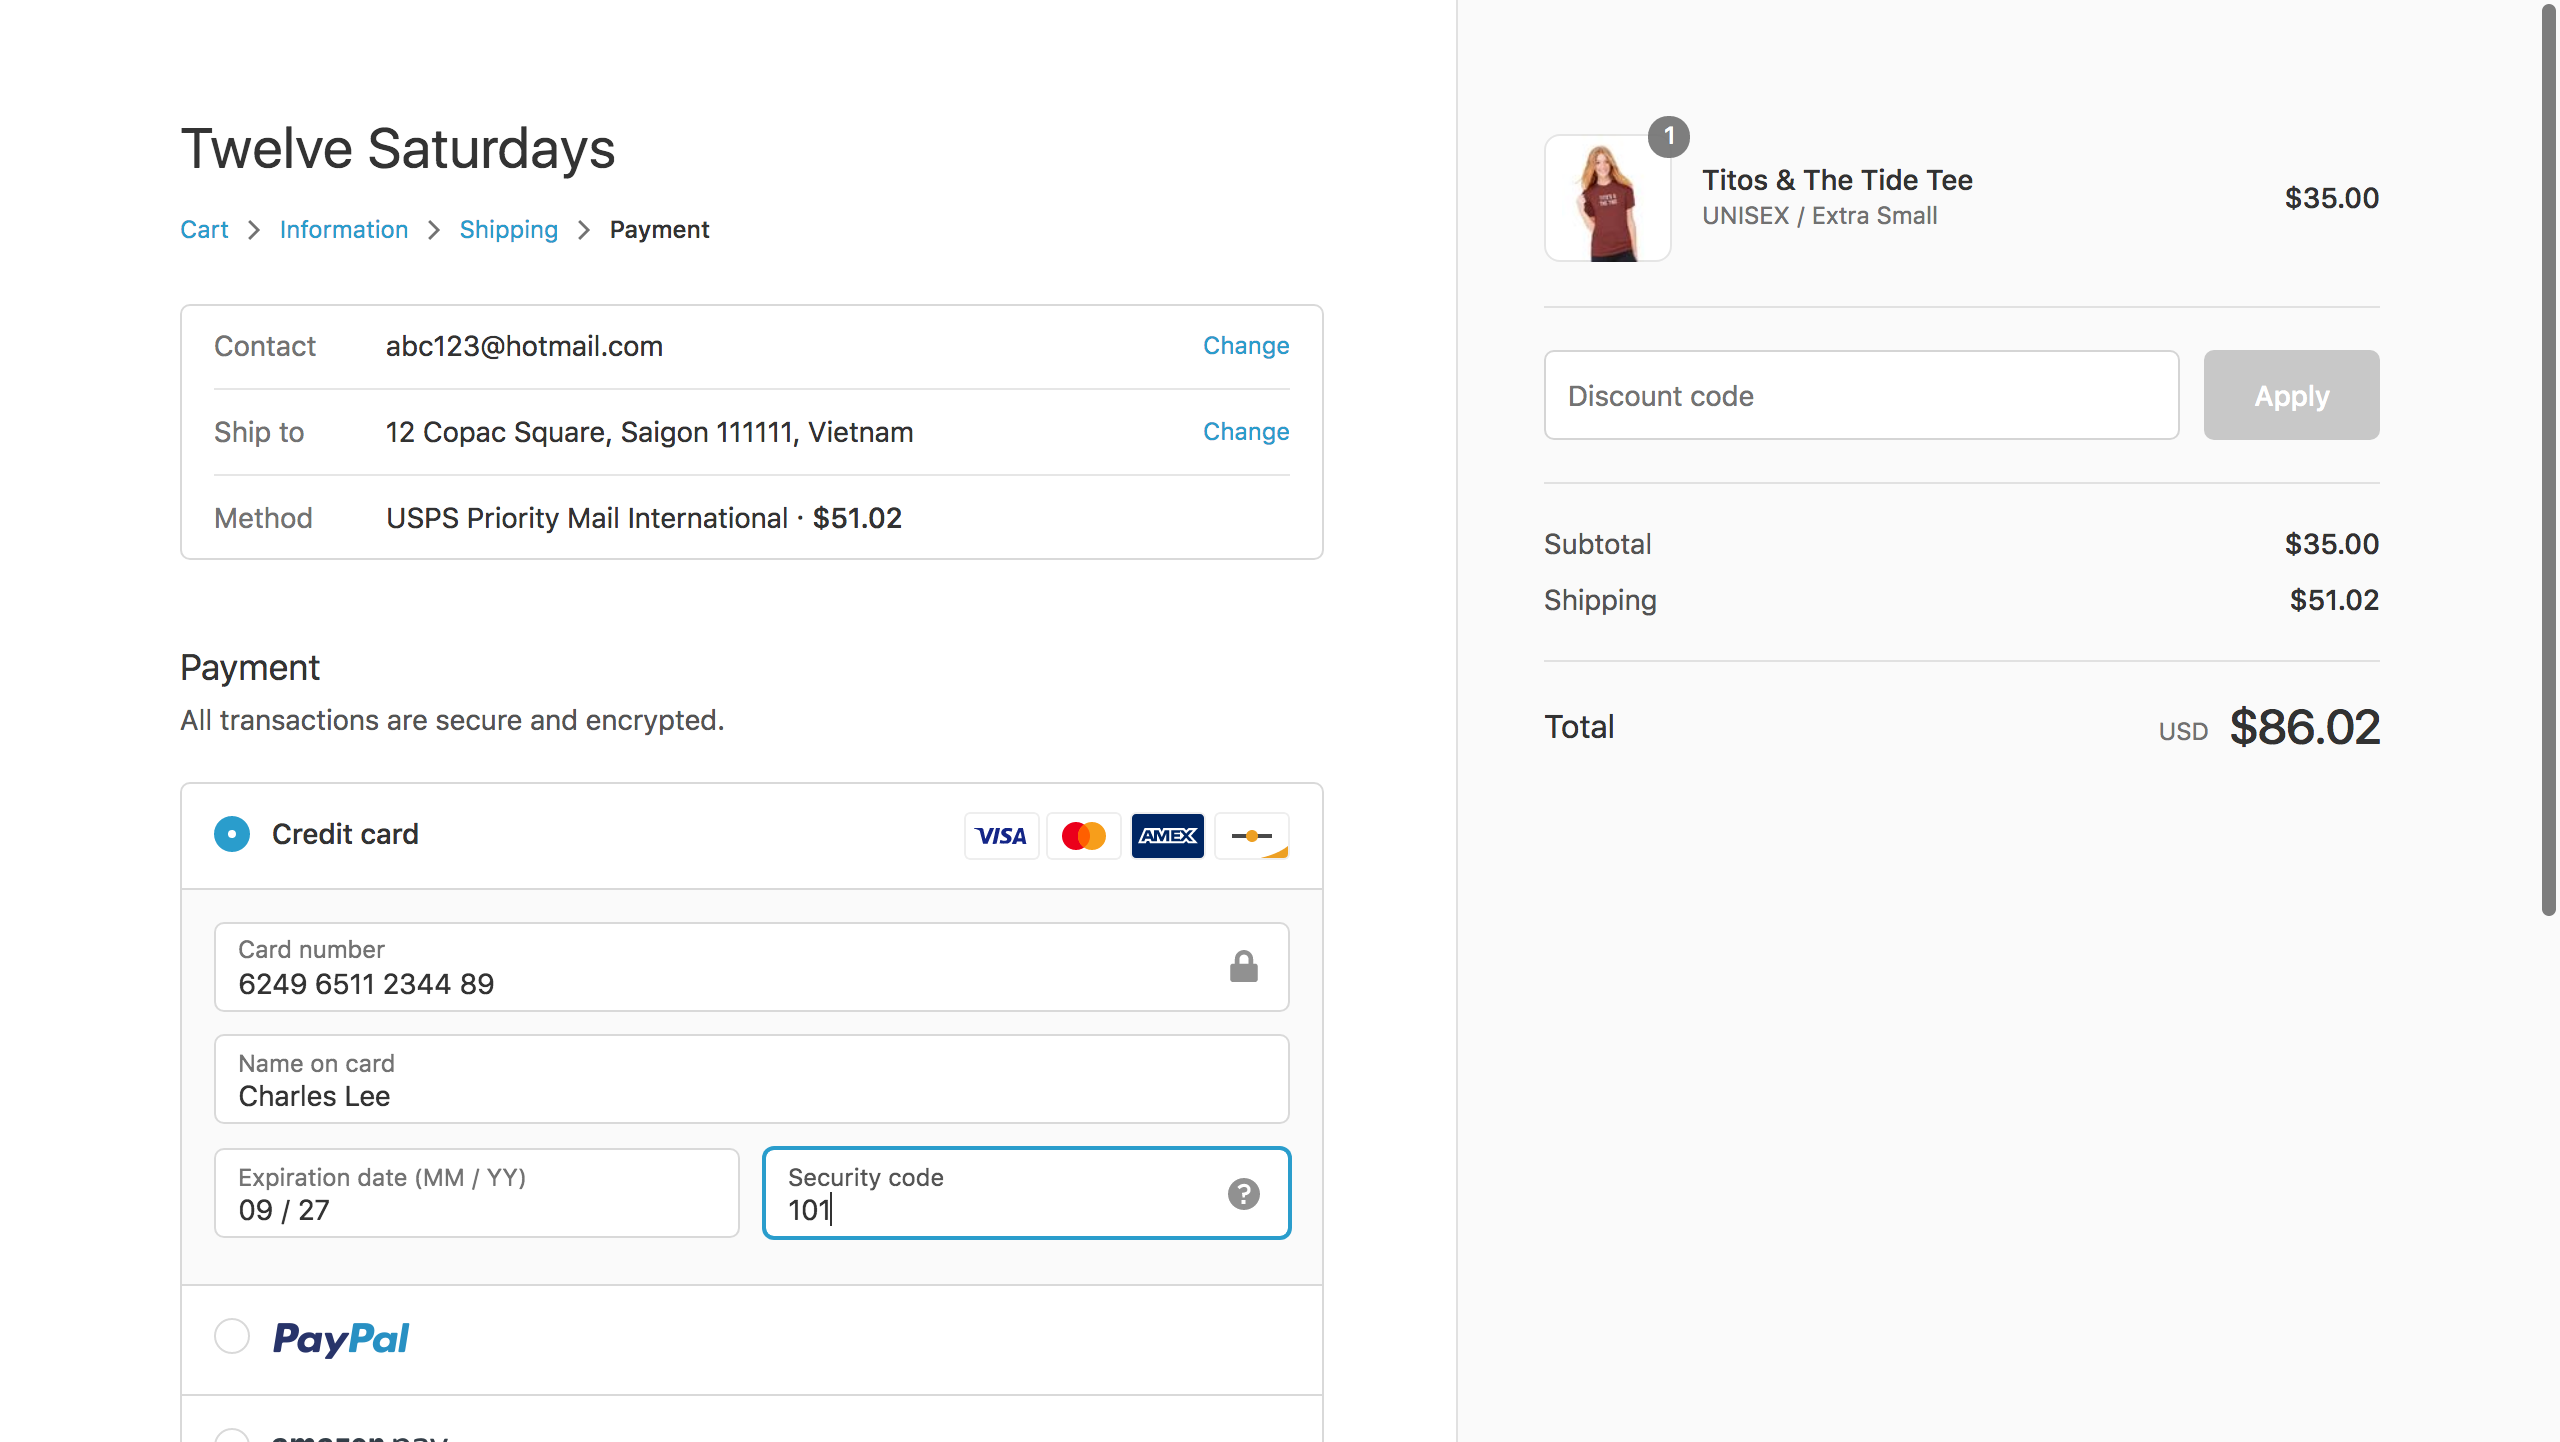 Twelve Saturdays
Cart > Information > Shipping > Payment
Contact abc123@hotmail.com Change
Ship to 12 Copac Square, Saigon 111111, Vietnam Change
Method USPS Priority Mail International · $51.02
Payment
All transactions are secure and encrypted.
Credit card VISA AMEX
Card number
6249 6511 2344 89
Name on card
Charles Lee
Expiration date (MM / YY)
09 / 27
Security code
101
?
PayPal
amazon pay
1
Titos & The Tide Tee
UNISEX / Extra Small
$35.00
Discount code Apply
Subtotal $35.00
Shipping $51.02
Total USD $86.02